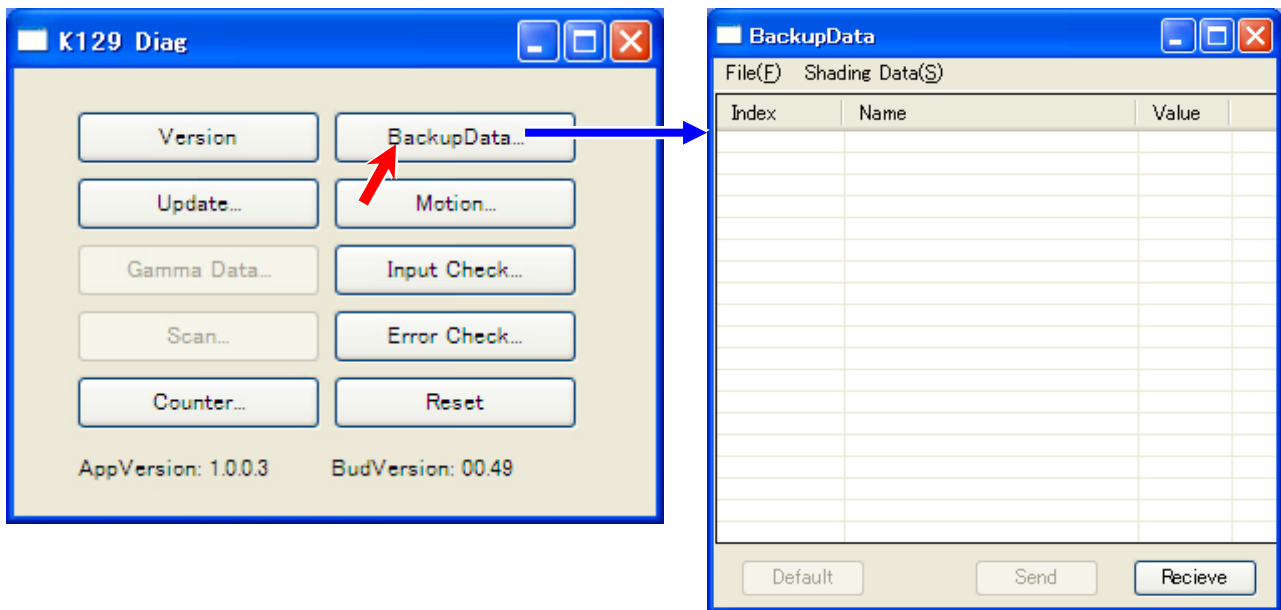 K129 Diag
Version
BackupData...
Update...
Motion...
Gamma Data...
Input Check...
Scan...
Error Check...
Counter...
Reset
AppVersion: 1.0.0.3
BudVersion: 00.49
BackupData
File(F) Shading Data(S)
Index Name Value
Default Send Recieve